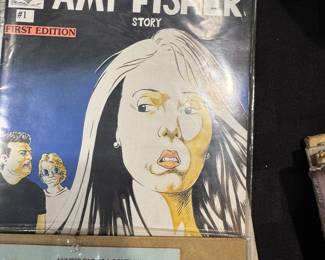 #1
AMY FISHER
STORY
FIRST EDITION